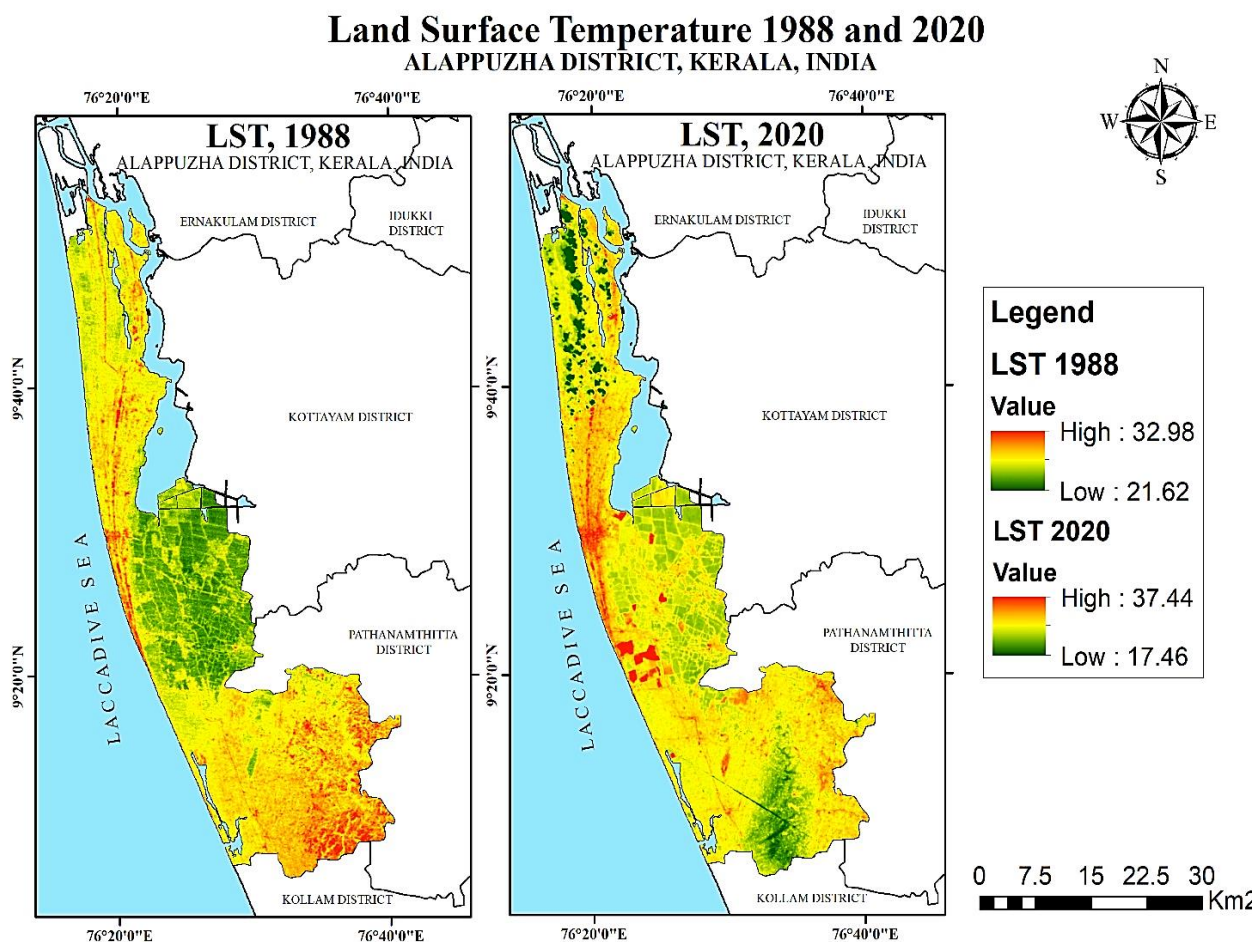 Land Surface Temperature 1988 and 2020
ALAPPUZHA DISTRICT, KERALA, INDIA
76°20'0"E 76°40'0"E
LST, 1988
ALAPPUZHA DISTRICT, KERALA, INDIA
ERNAKULAM DISTRICT
IDUKKI
DISTRICT
9°40'0"N
KOTTAYAM DISTRICT
LACCADIVE SEA
PATHANAMTHITTA
DISTRICT
9°20'0"N
KOLLAM DISTRICT
76°20'0"E 76°40'0"E
76°20'0"E 76°40'0"E
LST, 2020
ALAPPUZHA DISTRICT, KERALA, INDIA
ERNAKULAM DISTRICT
IDUKKI
DISTRICT
9°40'0"N
KOTTAYAM DISTRICT
LACCADIVE SEA
PATHANAMTHITTA
DISTRICT
9°20'0"N
KOLLAM DISTRICT
76°20'0"E 76°40'0"E
N
W E
S
Legend
LST 1988
Value
High : 32.98
Low : 21.62
LST 2020
Value
High : 37.44
Low : 17.46
0 7.5 15 22.5 30
Km2